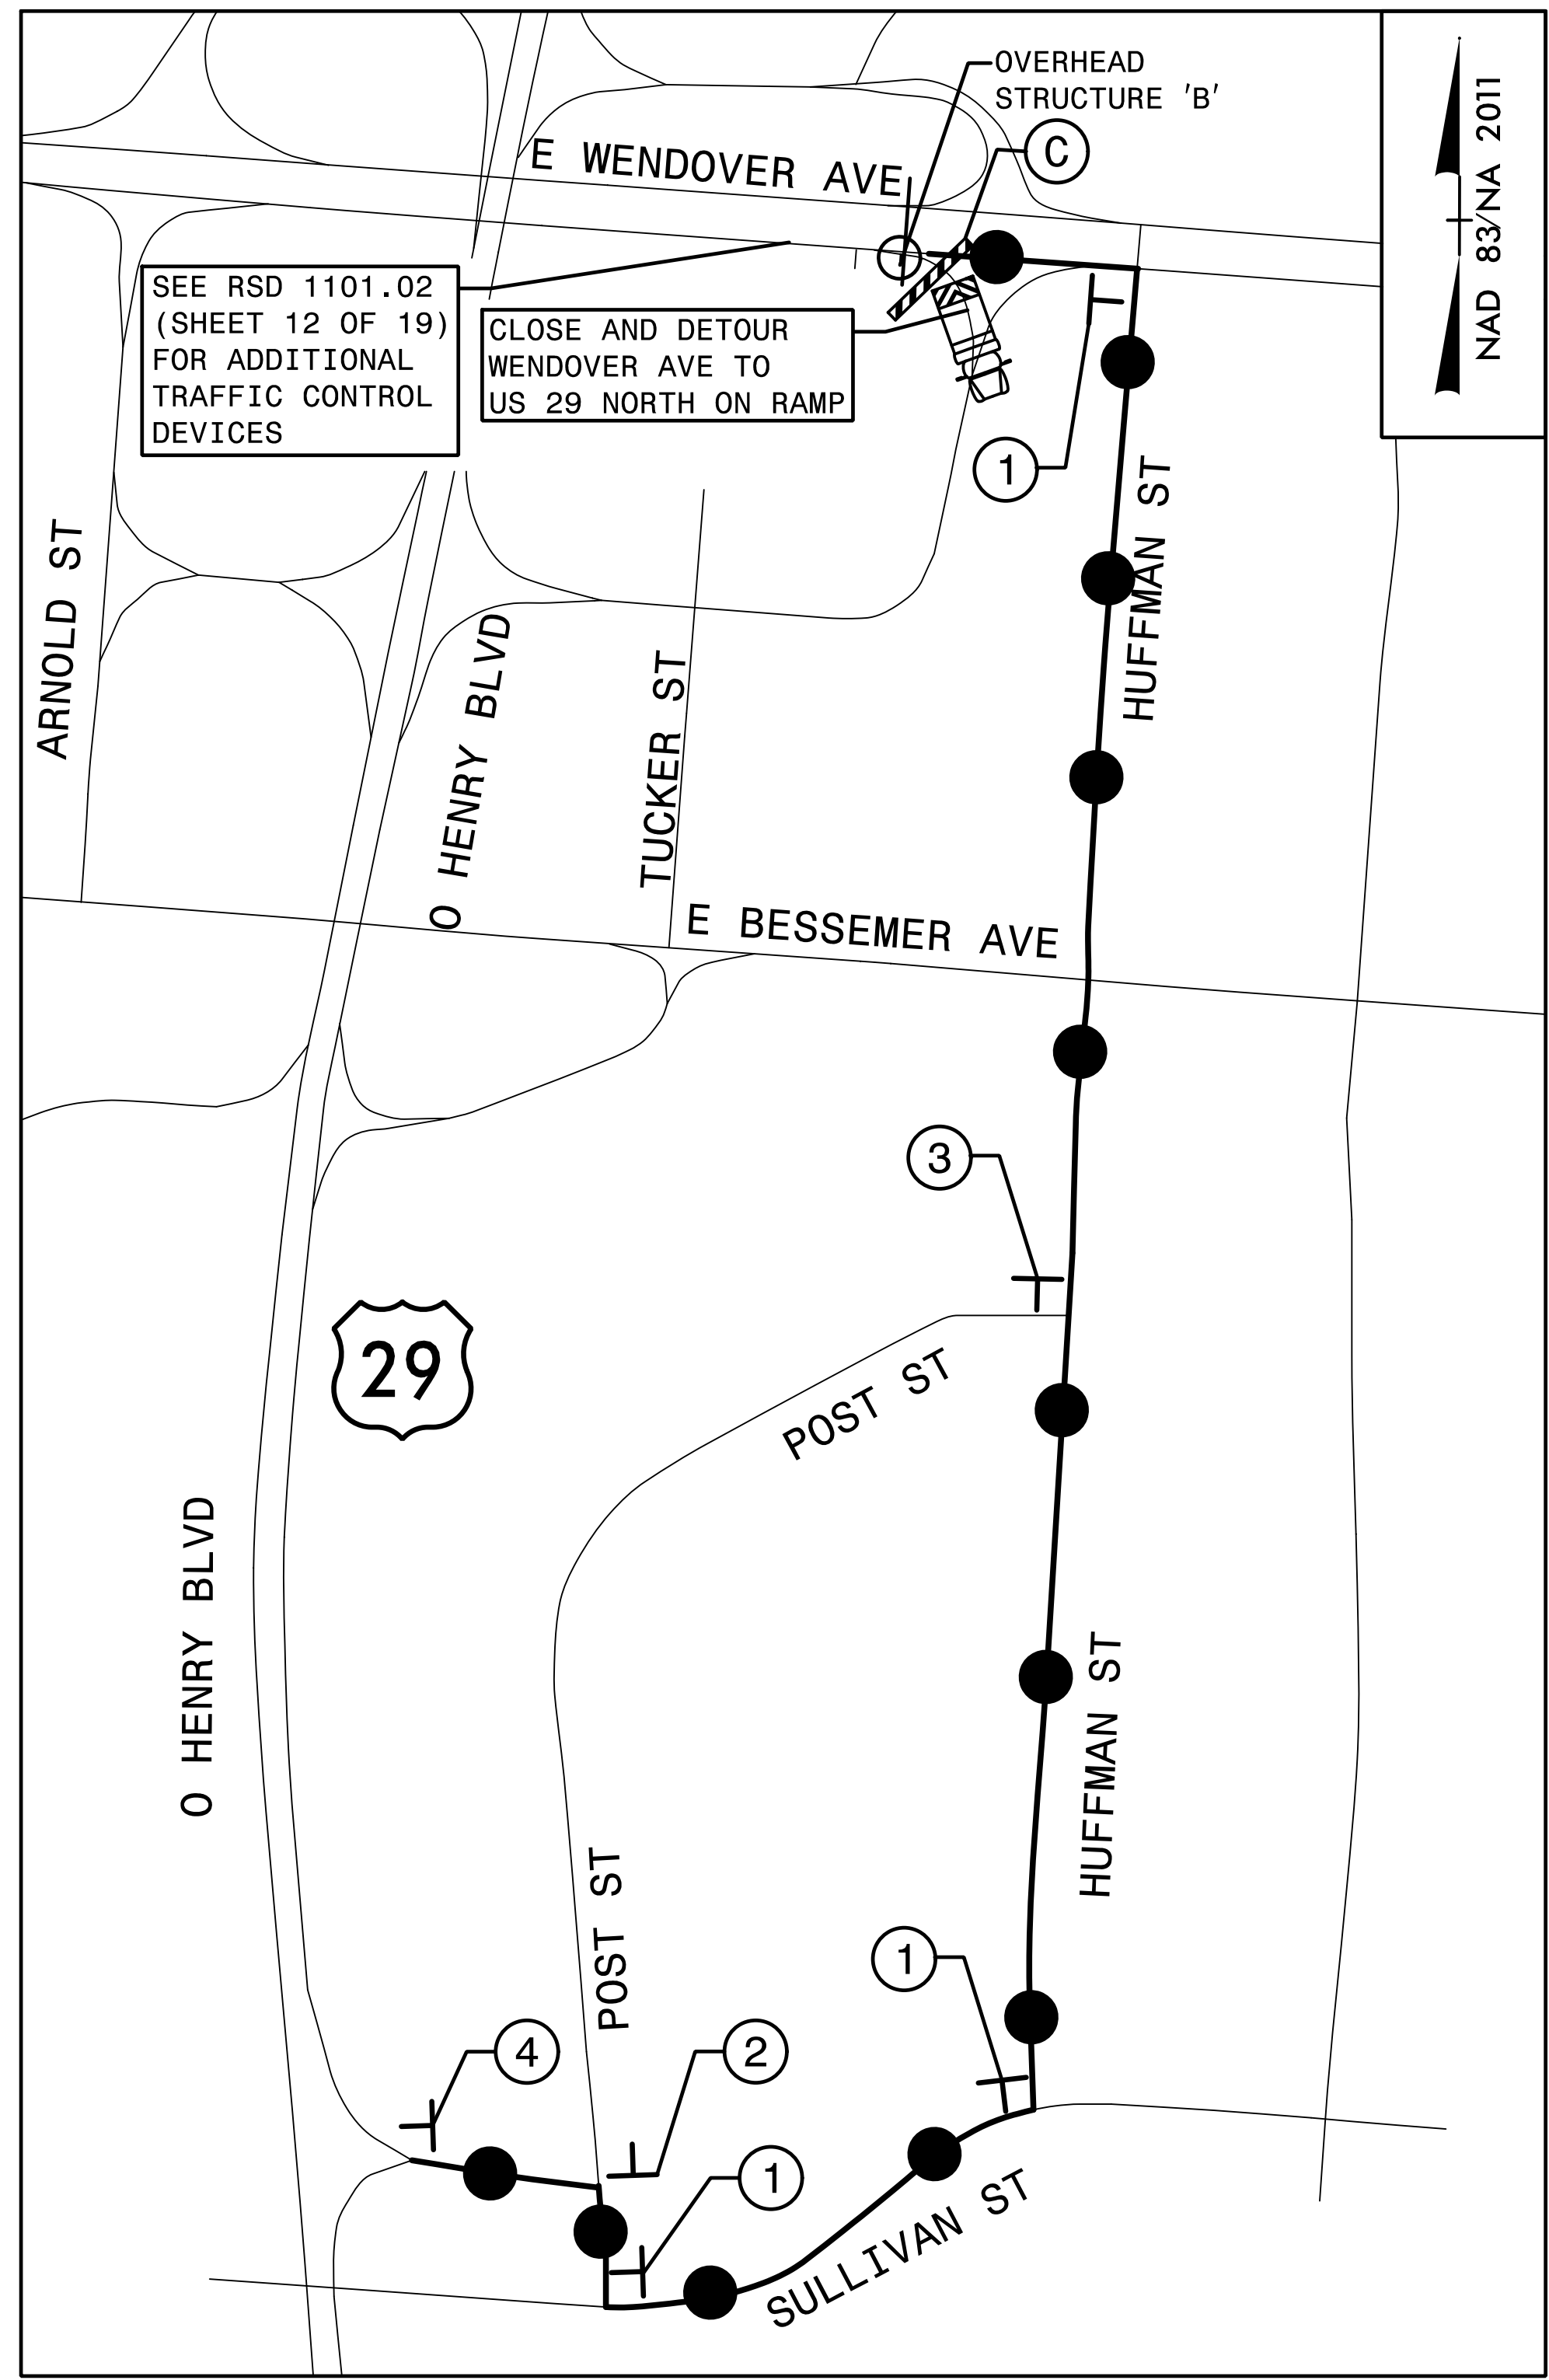 OVERHEAD
STRUCTURE 'B'
C
E WENDOVER AVE
NAD 83/NA 2011
SEE RSD 1101.02
(SHEET 12 OF 19)
FOR ADDITIONAL
TRAFFIC CONTROL
DEVICES
CLOSE AND DETOUR
WENDOVER AVE TO
US 29 NORTH ON RAMP
1
HUFFMAN ST
ARNOLD ST
O HENRY BLVD
TUCKER ST
E BESSEMER AVE
3
29
POST ST
O HENRY BLVD
HUFFMAN ST
POST ST
1
4
2
1
SULLIVAN ST